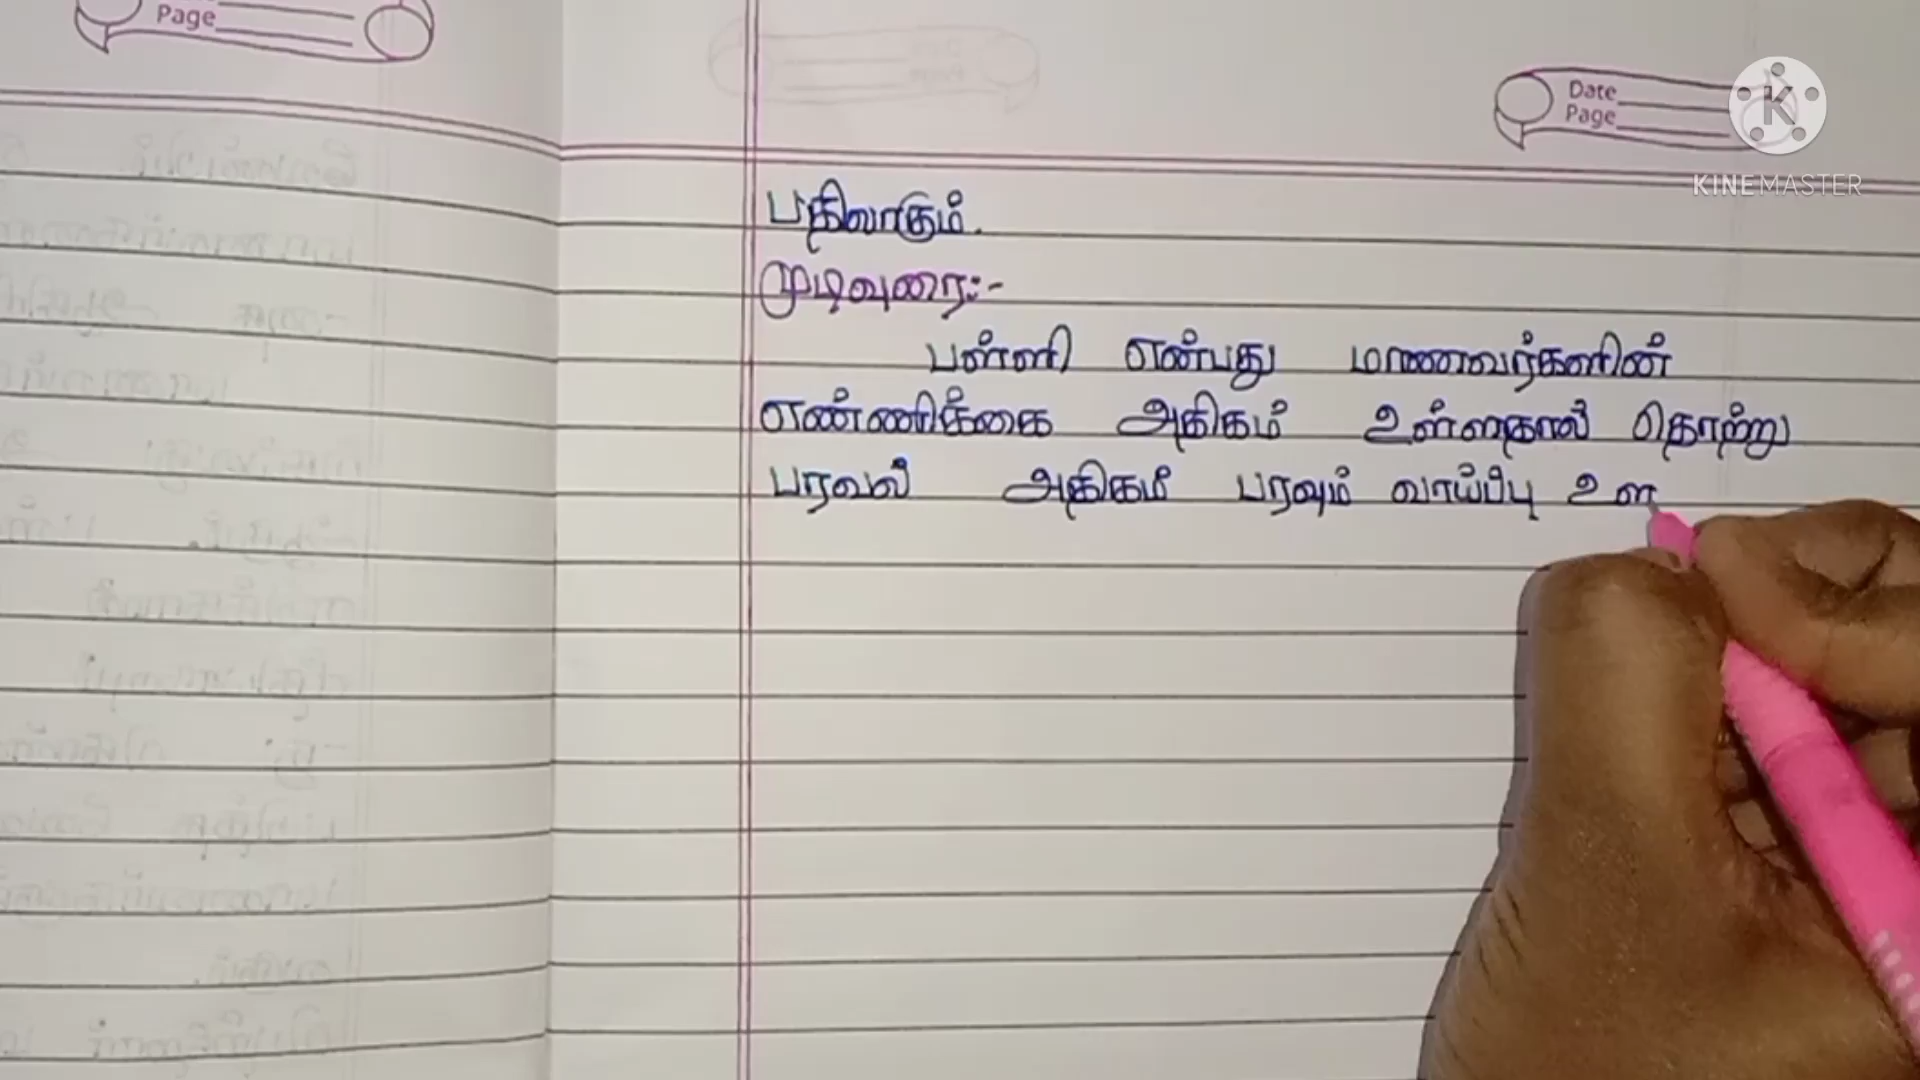 Page
Date
Page
KINEMASTER
பதிவாகும்.
முடிவுரை:-
பள்ளி என்பது மாணவர்களின்
எண்ணிக்கை அதிகம் உள்ளதால் தொற்று
பரவல் அதிகம் பரவும் வாய்ப்பு உள